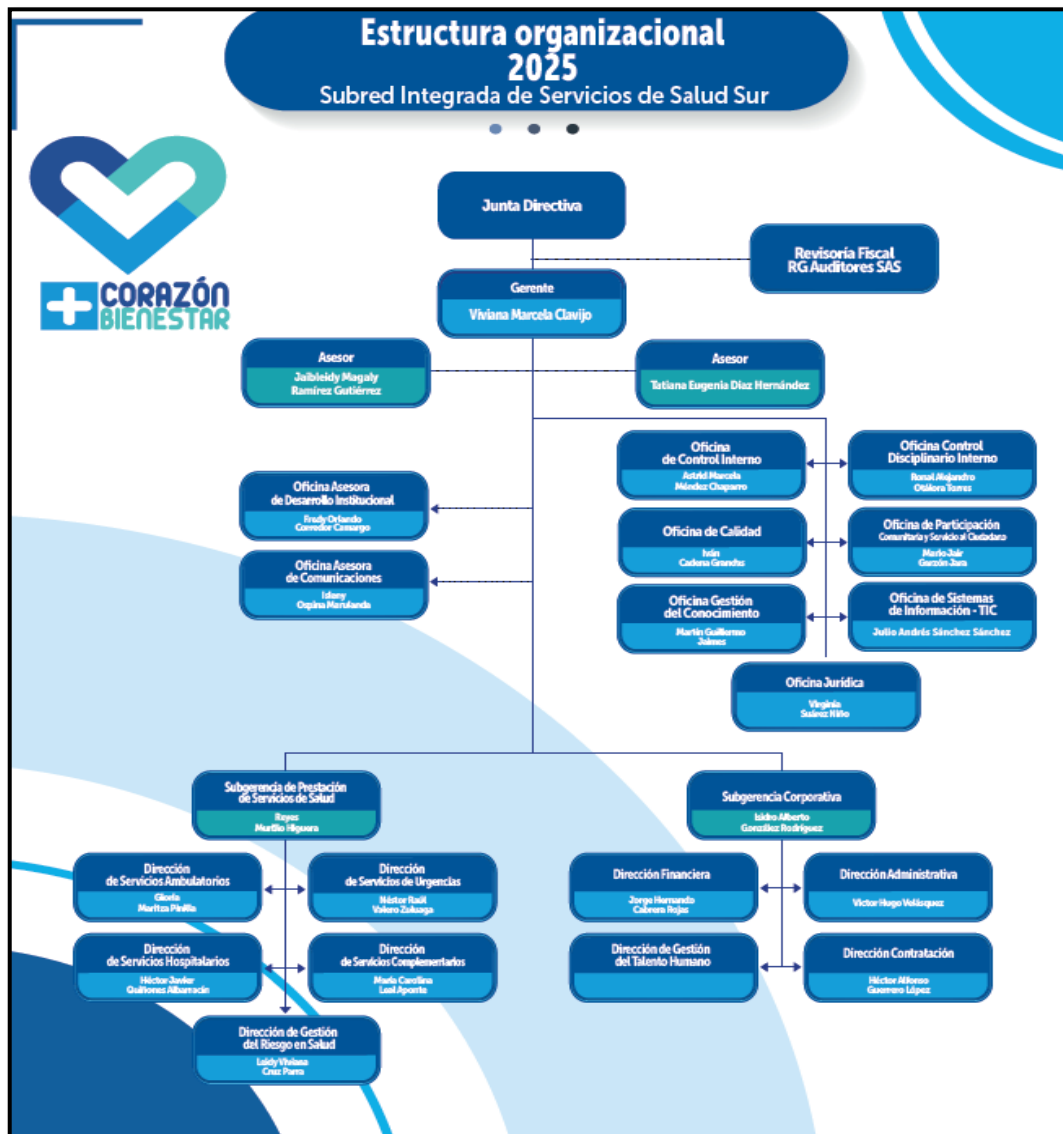 Estructura organizacional
2025
Subred Integrada de Servicios de Salud Sur
CORAZÓN
BIENESTAR
Junta Directiva
Revisoría Fiscal
RG Auditores SAS
Gerente
Viviana Marcela Clavijo
Asesor
Jaibleidy Magaly
Ramírez Gutiérrez
Asesor
Tatiana Eugenia Díaz Hernández
Oficina
de Control Interno
Astrid Marcela
Méndez Chaparro
Oficina Control
Disciplinario Interno
Ronal Alejandro
Otálora Torres
Oficina Asesora
de Desarrollo Institucional
Fredy Orlando
Corredor Camargo
Oficina de Calidad
Iván
Cadena
Oficina de Participación
Comunitaria y Servicio al Ciudadano
Mario Jair
Garzón Jara
Oficina Asesora
de Comunicaciones
Ospina Marulanda
Oficina Gestión
del Conocimiento
Martín Guillermo
Jaimes
Oficina de Sistemas
de Información - TIC
Julio Andrés Sánchez Sánchez
Oficina Jurídica
Virginia
Suárez Niño
Subgerencia de Prestación
de Servicios de Salud
Reyes
Murillo Higuera
Subgerencia Corporativa
Isidro Alberto
González Rodríguez
Dirección
de Servicios Ambulatorios
Gloria
Maritza Pinilla
Dirección
de Servicios de Urgencias
Néstor Raúl
Valero Zuluaga
Dirección Financiera
Jorge Hernando
Cabrera Rojas
Dirección Administrativa
Victor Hugo Velásquez
Dirección
de Servicios Hospitalarios
Héctor Javier
Quiñones Albarracín
Dirección
de Servicios Complementarios
María Carolina
Leal Aponte
Dirección de Gestión
del Talento Humano
Dirección Contratación
Héctor Alfonso
Guerrero López
Dirección de Gestión
del Riesgo en Salud
Leidy Viviana
Cruz Parra